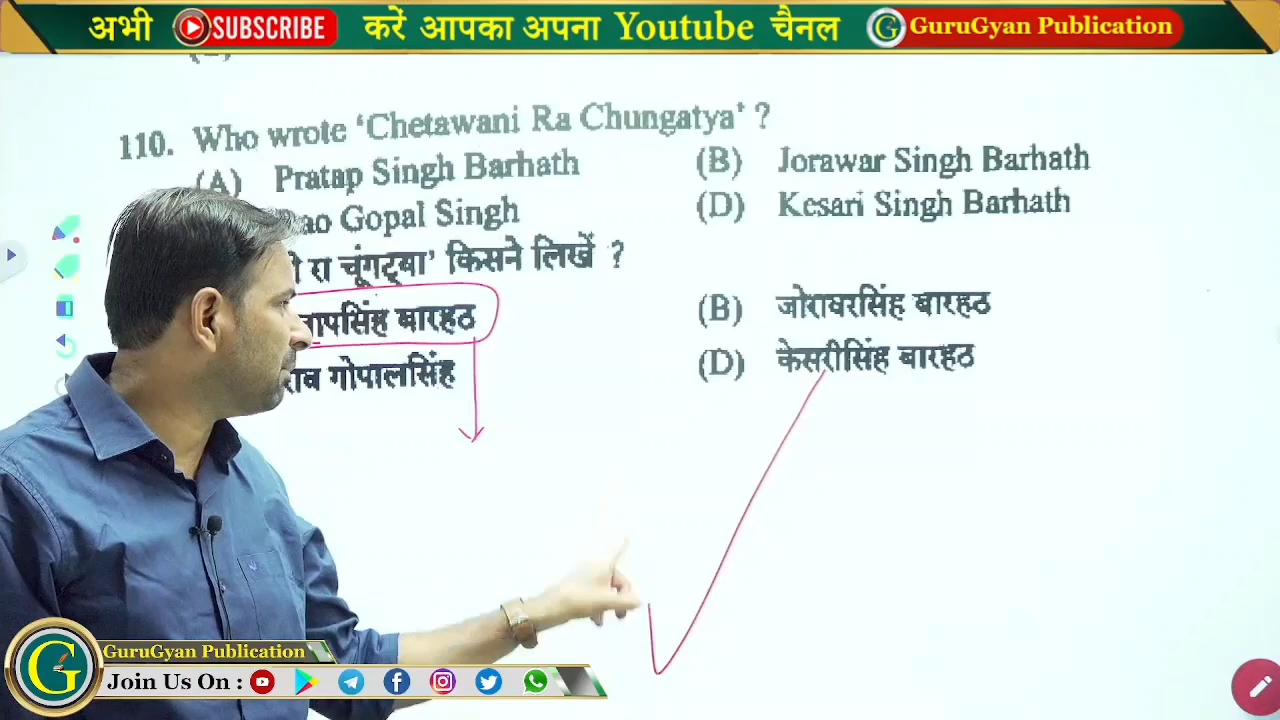 अभी SUBSCRIBE करें आपका अपना Youtube चैनल GuruGyan Publication
110. Who wrote ‘Chetawani Ra Chungatya’ ?
(A) Pratap Singh Barhath (B) Jorawar Singh Barhath
Rao Gopal Singh (D) Kesari Singh Barhath
रा चूंगट्या’ किसने लिखें ?
तापसिंह बारहठ (B) जोरावरसिंह बारहठ
राव गोपालसिंह (D) केसरीसिंह बारहठ
GuruGyan Publication
Join Us On :